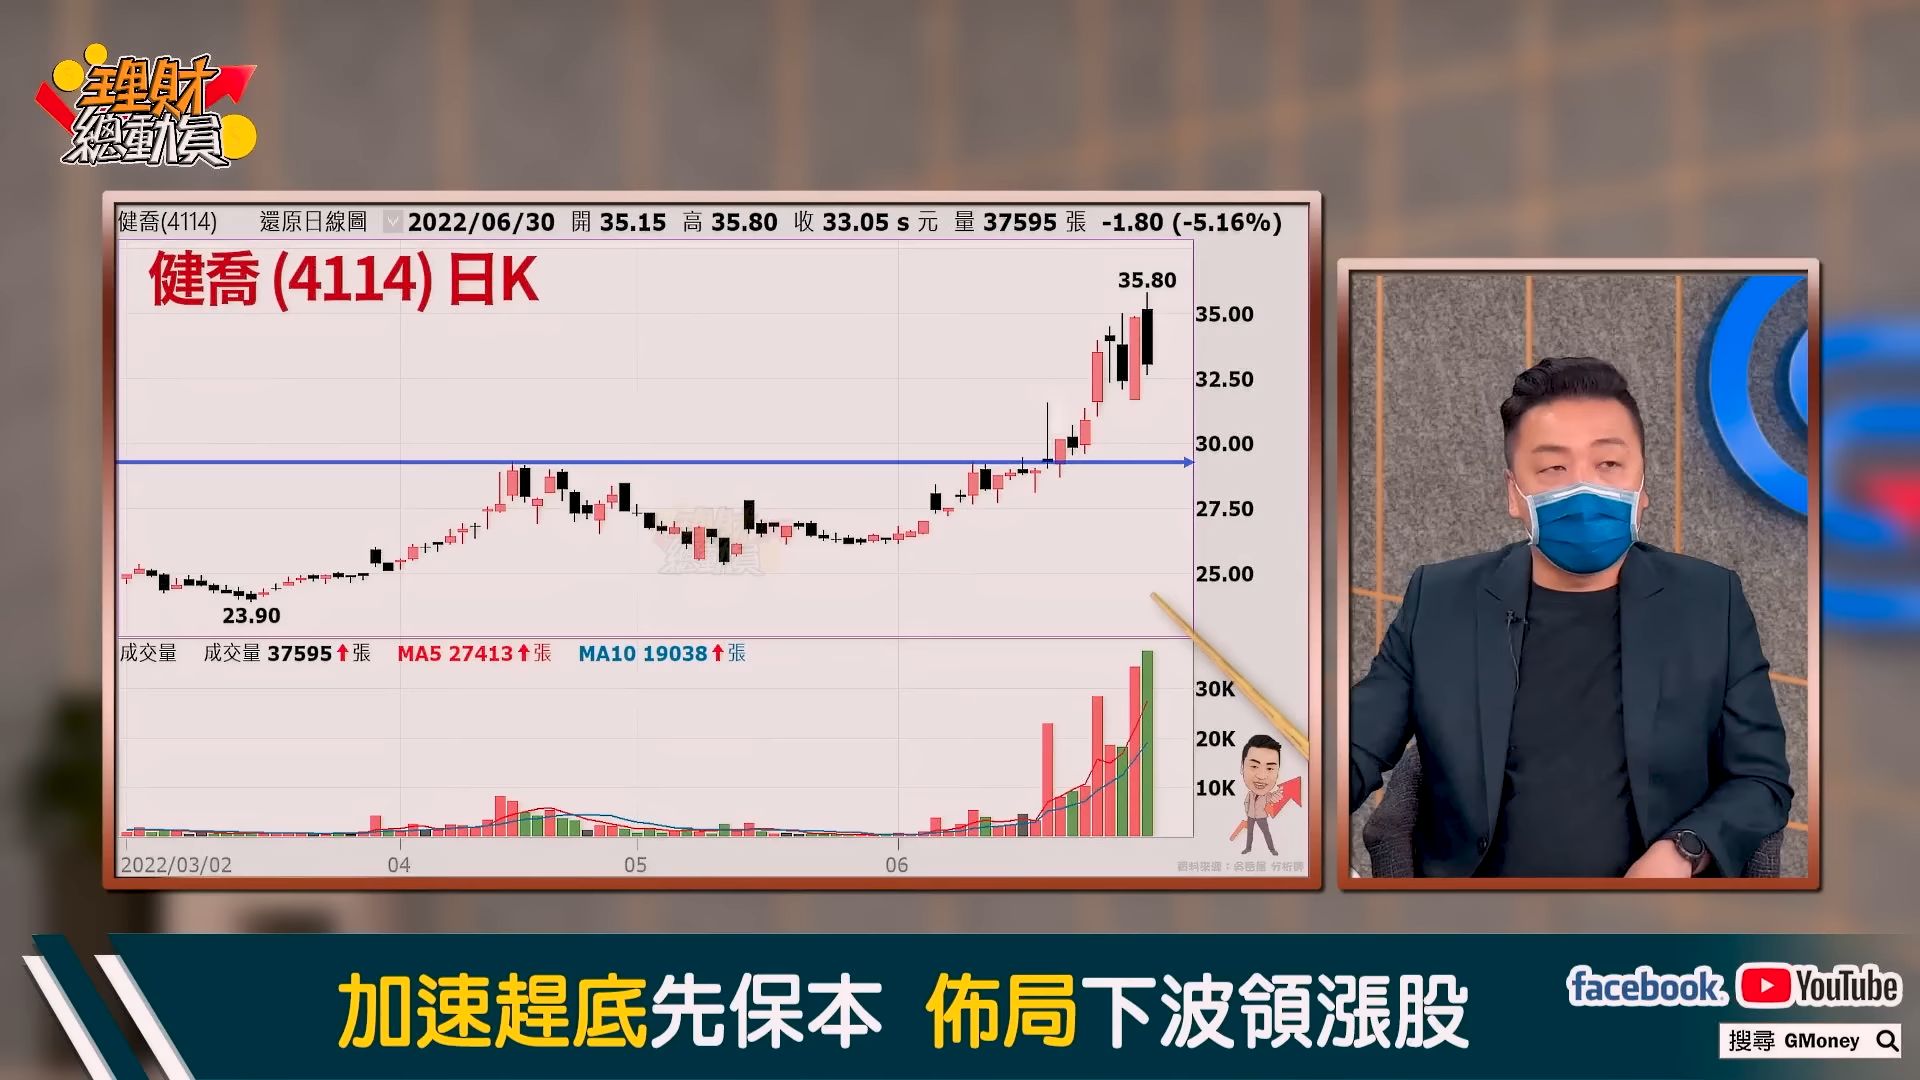 理財
總動員
健喬(4114) 還原日線圖 2022/06/30 開 35.15 高 35.80 收 33.05 s 元 量 37595 張 -1.80 (-5.16%)
健喬 (4114) 日K
35.80
35.00
32.50
30.00
27.50
25.00
23.90
成交量 成交量 37595 張 MA5 27413 張 MA10 19038 張
30K
20K
10K
2022/03/02 04 05 06
加速趕底先保本 佈局下波領漲股
facebook. YouTube
搜尋 GMoney